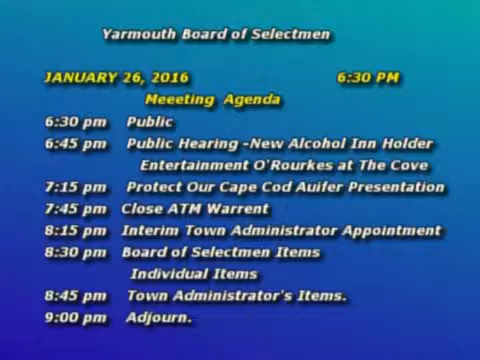 Yarmouth Board of Selectmen
JANUARY 26, 2016 6:30 PM
Meeeting Agenda
6:30 pm Public
6:45 pm Public Hearing -New Alcohol Inn Holder
Entertainment O'Rourkes at The Cove
7:15 pm Protect Our Cape Cod Auifer Presentation
7:45 pm Close ATM Warrent
8:15 pm Interim Town Administrator Appointment
8:30 pm Board of Selectmen Items
Individual Items
8:45 pm Town Administrator's Items.
9:00 pm Adjourn.